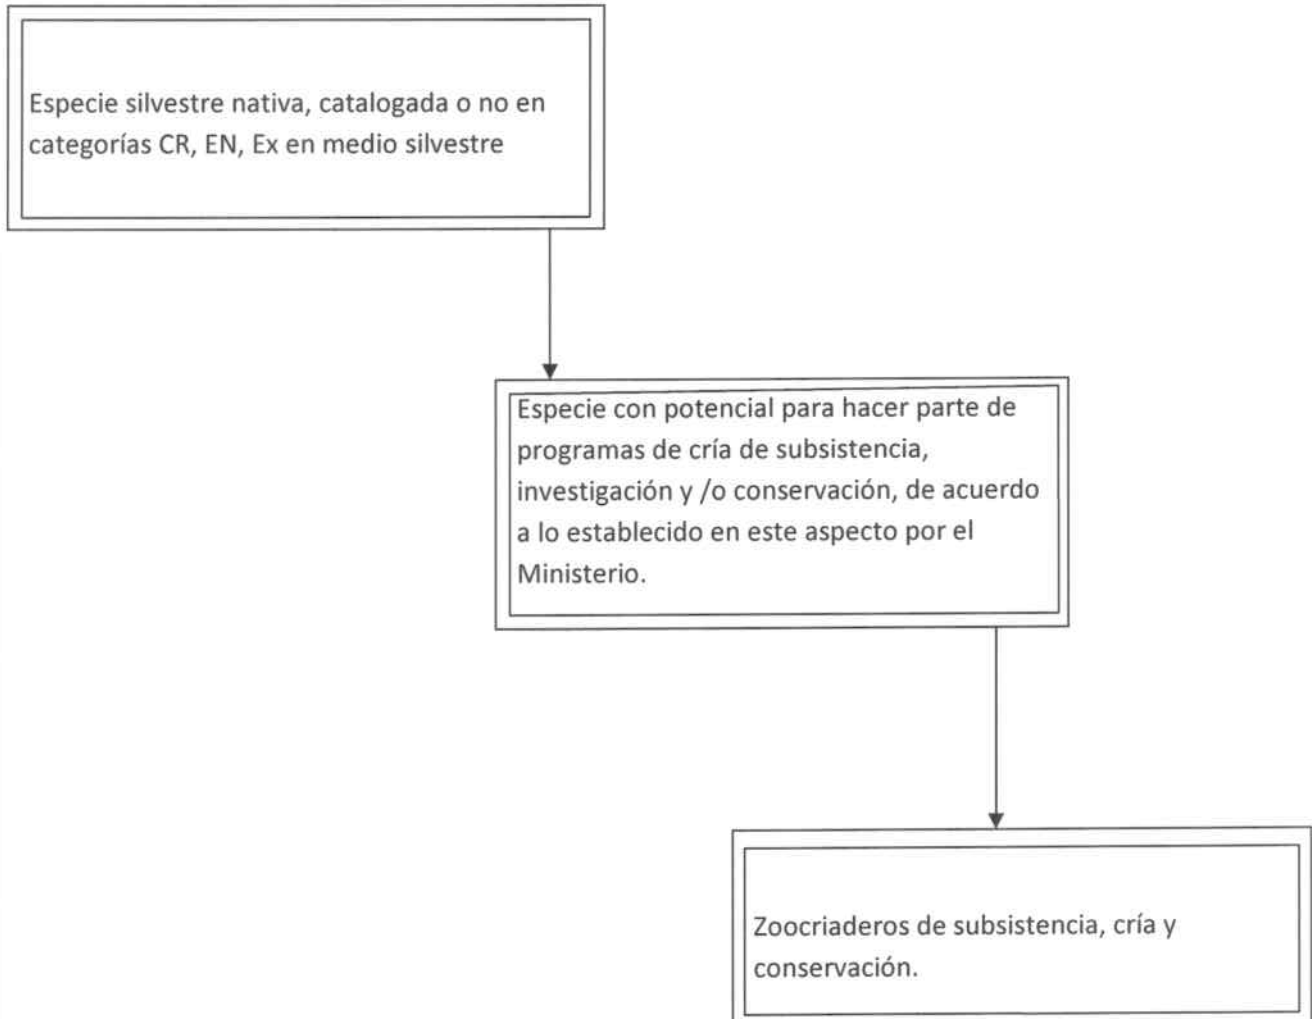 Especie silvestre nativa, catalogada o no en
categorías CR, EN, Ex en medio silvestre
Especie con potencial para hacer parte de
programas de cría de subsistencia,
investigación y /o conservación, de acuerdo
a lo establecido en este aspecto por el
Ministerio.
Zoocriaderos de subsistencia, cría y
conservación.